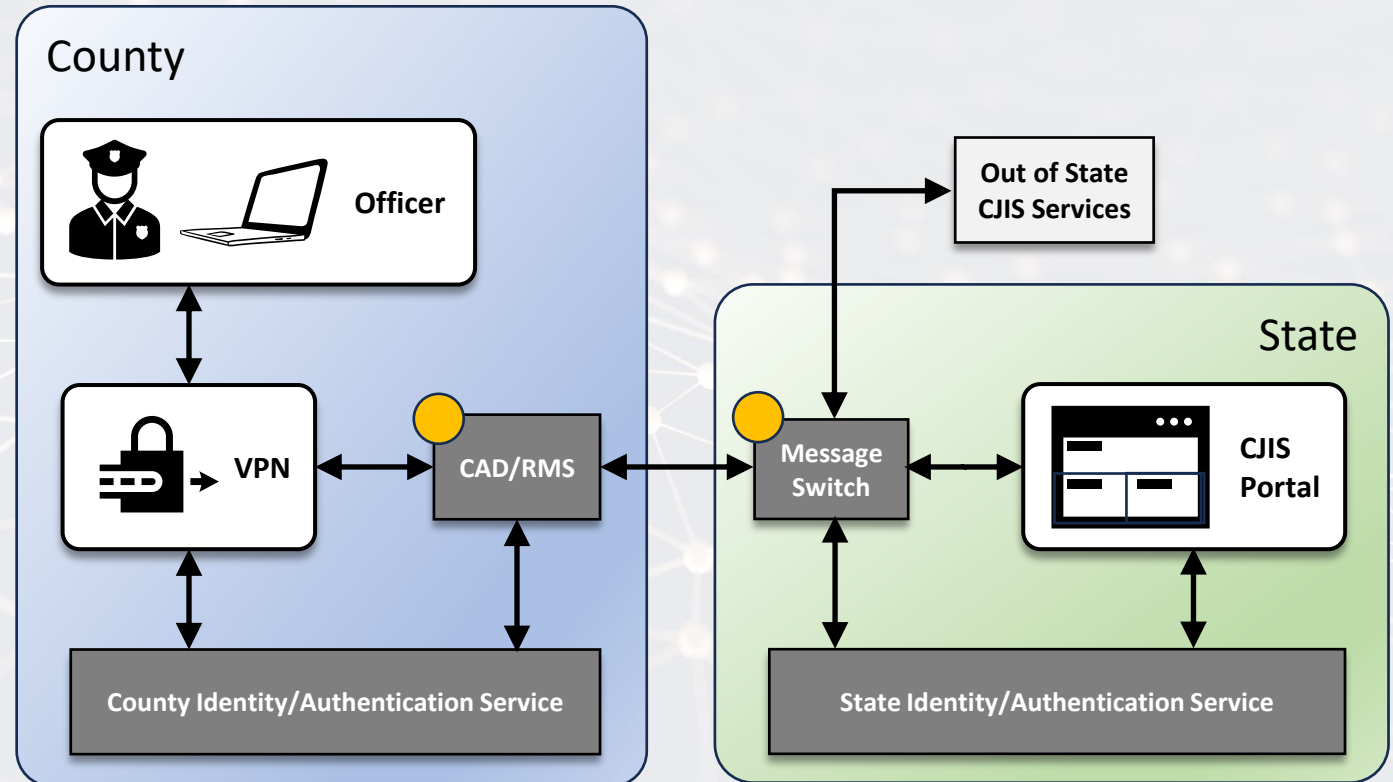 County
Officer
Out of State
CJIS Services
State
VPN
CAD/RMS
Message
Switch
CJIS
Portal
County Identity/Authentication Service
State Identity/Authentication Service